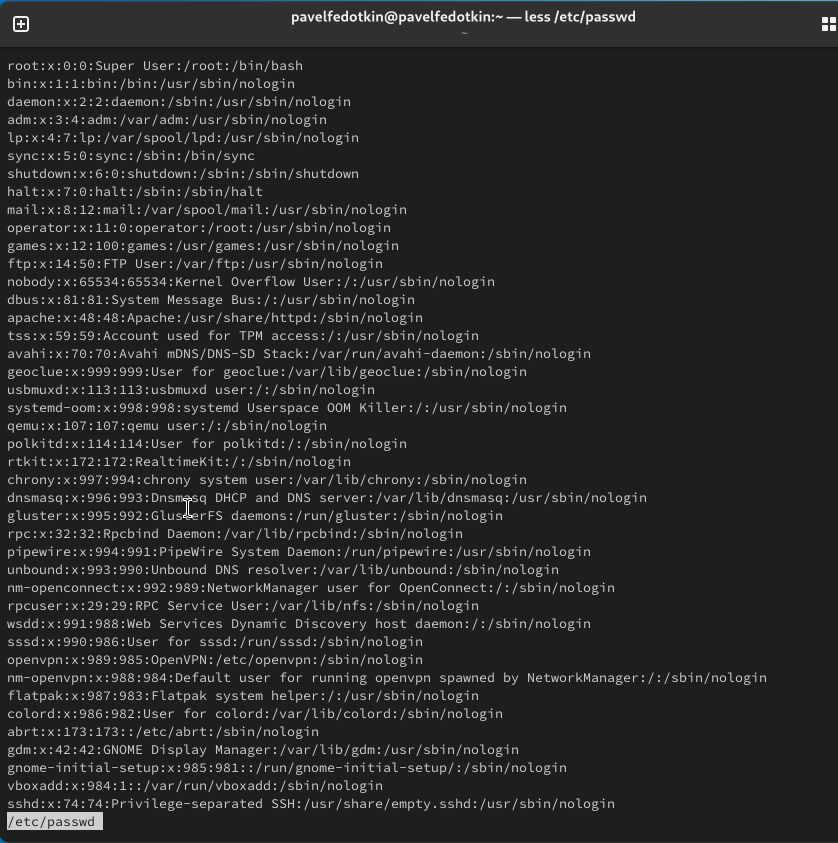 pavelfedotkin@pavelfedotkin:~ — less /etc/passwd
~
root:x:0:0:Super User:/root:/bin/bash
bin:x:1:1:bin:/bin:/usr/sbin/nologin
daemon:x:2:2:daemon:/sbin:/usr/sbin/nologin
adm:x:3:4:adm:/var/adm:/usr/sbin/nologin
lp:x:4:7:lp:/var/spool/lpd:/usr/sbin/nologin
sync:x:5:0:sync:/sbin:/bin/sync
shutdown:x:6:0:shutdown:/sbin:/sbin/shutdown
halt:x:7:0:halt:/sbin:/sbin/halt
mail:x:8:12:mail:/var/spool/mail:/usr/sbin/nologin
operator:x:11:0:operator:/root:/usr/sbin/nologin
games:x:12:100:games:/usr/games:/usr/sbin/nologin
ftp:x:14:50:FTP User:/var/ftp:/usr/sbin/nologin
nobody:x:65534:65534:Kernel Overflow User:/:/usr/sbin/nologin
dbus:x:81:81:System Message Bus:/:/usr/sbin/nologin
apache:x:48:48:Apache:/usr/share/httpd:/sbin/nologin
tss:x:59:59:Account used for TPM access:/:/usr/sbin/nologin
avahi:x:70:70:Avahi mDNS/DNS-SD Stack:/var/run/avahi-daemon:/sbin/nologin
geoclue:x:999:999:User for geoclue:/var/lib/geoclue:/sbin/nologin
usbmuxd:x:113:113:usbmuxd user:/:/sbin/nologin
systemd-oom:x:998:998:systemd Userspace OOM Killer:/:/usr/sbin/nologin
qemu:x:107:107:qemu user:/:/sbin/nologin
polkitd:x:114:114:User for polkitd:/:/sbin/nologin
rtkit:x:172:172:RealtimeKit:/:/sbin/nologin
chrony:x:997:994:chrony system user:/var/lib/chrony:/sbin/nologin
dnsmasq:x:996:993:Dnsmasq DHCP and DNS server:/var/lib/dnsmasq:/usr/sbin/nologin
gluster:x:995:992:GlusterFS daemons:/run/gluster:/sbin/nologin
rpc:x:32:32:Rpcbind Daemon:/var/lib/rpcbind:/sbin/nologin
pipewire:x:994:991:PipeWire System Daemon:/run/pipewire:/usr/sbin/nologin
unbound:x:993:990:Unbound DNS resolver:/var/lib/unbound:/sbin/nologin
nm-openconnect:x:992:989:NetworkManager user for OpenConnect:/:/sbin/nologin
rpcuser:x:29:29:RPC Service User:/var/lib/nfs:/sbin/nologin
wsdd:x:991:988:Web Services Dynamic Discovery host daemon:/:/sbin/nologin
sssd:x:990:986:User for sssd:/run/sssd:/sbin/nologin
openvpn:x:989:985:OpenVPN:/etc/openvpn:/sbin/nologin
nm-openvpn:x:988:984:Default user for running openvpn spawned by NetworkManager:/:/sbin/nologin
flatpak:x:987:983:Flatpak system helper:/:/usr/sbin/nologin
colord:x:986:982:User for colord:/var/lib/colord:/sbin/nologin
abrt:x:173:173::/etc/abrt:/sbin/nologin
gdm:x:42:42:GNOME Display Manager:/var/lib/gdm:/usr/sbin/nologin
gnome-initial-setup:x:985:981::/run/gnome-initial-setup/:/sbin/nologin
vboxadd:x:984:1::/var/run/vboxadd:/sbin/nologin
sshd:x:74:74:Privilege-separated SSH:/usr/share/empty.sshd:/usr/sbin/nologin
/etc/passwd